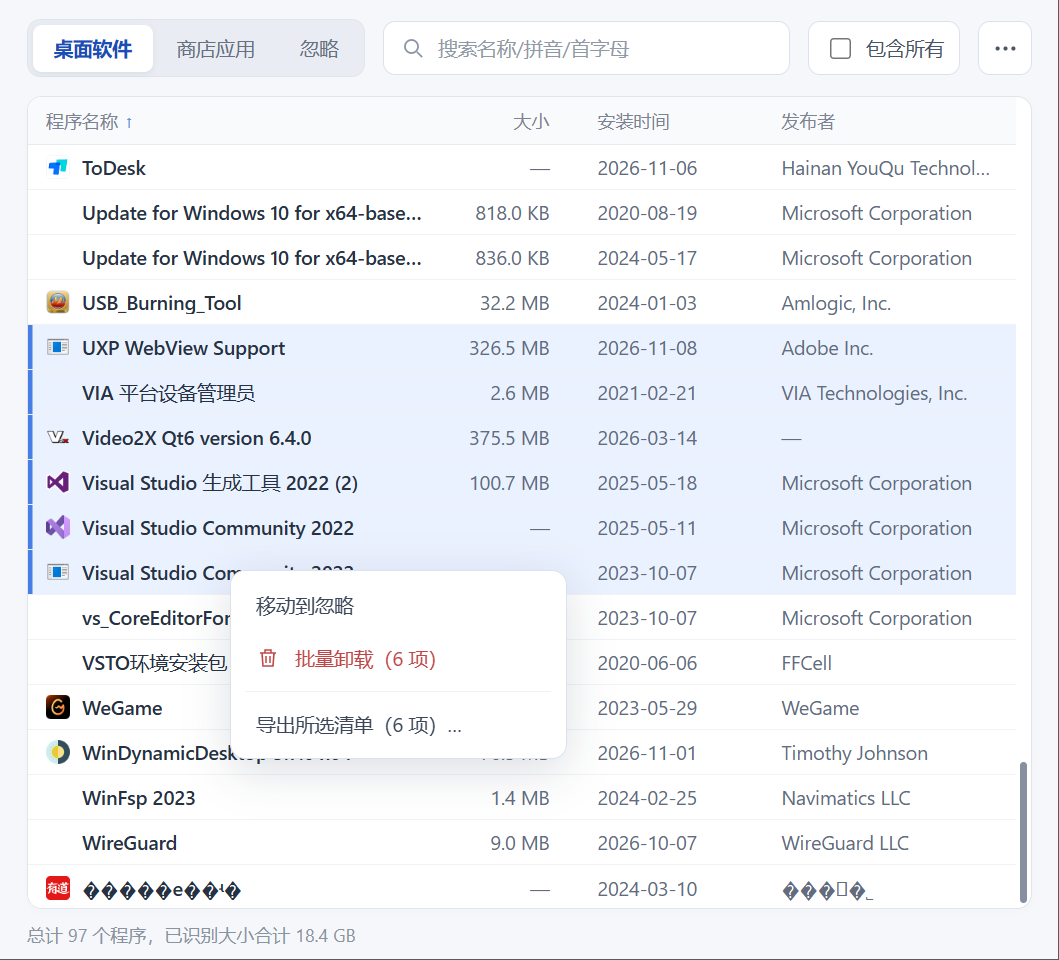 桌面软件 商店应用 忽略 搜索名称/拼音/首字母 包含所有 ...
程序名称 ↑ 大小 安装时间 发布者
ToDesk — 2026-11-06 Hainan YouQu Technol...
Update for Windows 10 for x64-base... 818.0 KB 2020-08-19 Microsoft Corporation
Update for Windows 10 for x64-base... 836.0 KB 2024-05-17 Microsoft Corporation
USB_Burning_Tool 32.2 MB 2024-01-03 Amlogic, Inc.
UXP WebView Support 326.5 MB 2026-11-08 Adobe Inc.
VIA 平台设备管理员 2.6 MB 2021-02-21 VIA Technologies, Inc.
Video2X Qt6 version 6.4.0 375.5 MB 2026-03-14 —
Visual Studio 生成工具 2022 (2) 100.7 MB 2025-05-18 Microsoft Corporation
Visual Studio Community 2022 — 2025-05-11 Microsoft Corporation
Visual Studio Community 2022 2023-10-07 Microsoft Corporation
移动到忽略
vs_CoreEditorFon 2023-10-07 Microsoft Corporation
批量卸载 (6 项)
VSTO环境安装包 2020-06-06 FFCell
WeGame 2023-05-29 WeGame
导出所选清单 (6 项) ...
WinDynamicDesktop 2026-11-01 Timothy Johnson
WinFsp 2023 1.4 MB 2024-02-25 Navimatics LLC
WireGuard 9.0 MB 2026-10-07 WireGuard LLC
有道 �����e��� — 2024-03-10
总计 97 个程序，已识别大小合计 18.4 GB